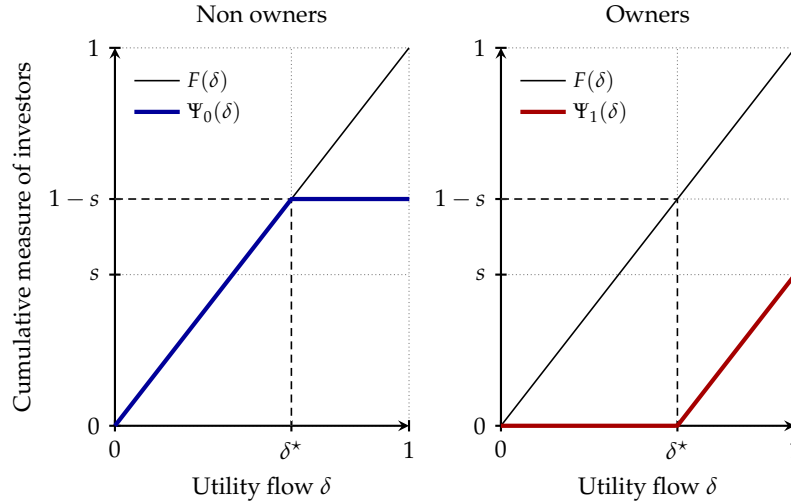 Non owners
Cumulative measure of investors
1
1 − s
s
0
F(δ)
Ψ₀(δ)
0
δ⋆
1
Utility flow δ
Owners
1
1 − s
s
0
F(δ)
Ψ₁(δ)
0
δ⋆
Utility flow δ